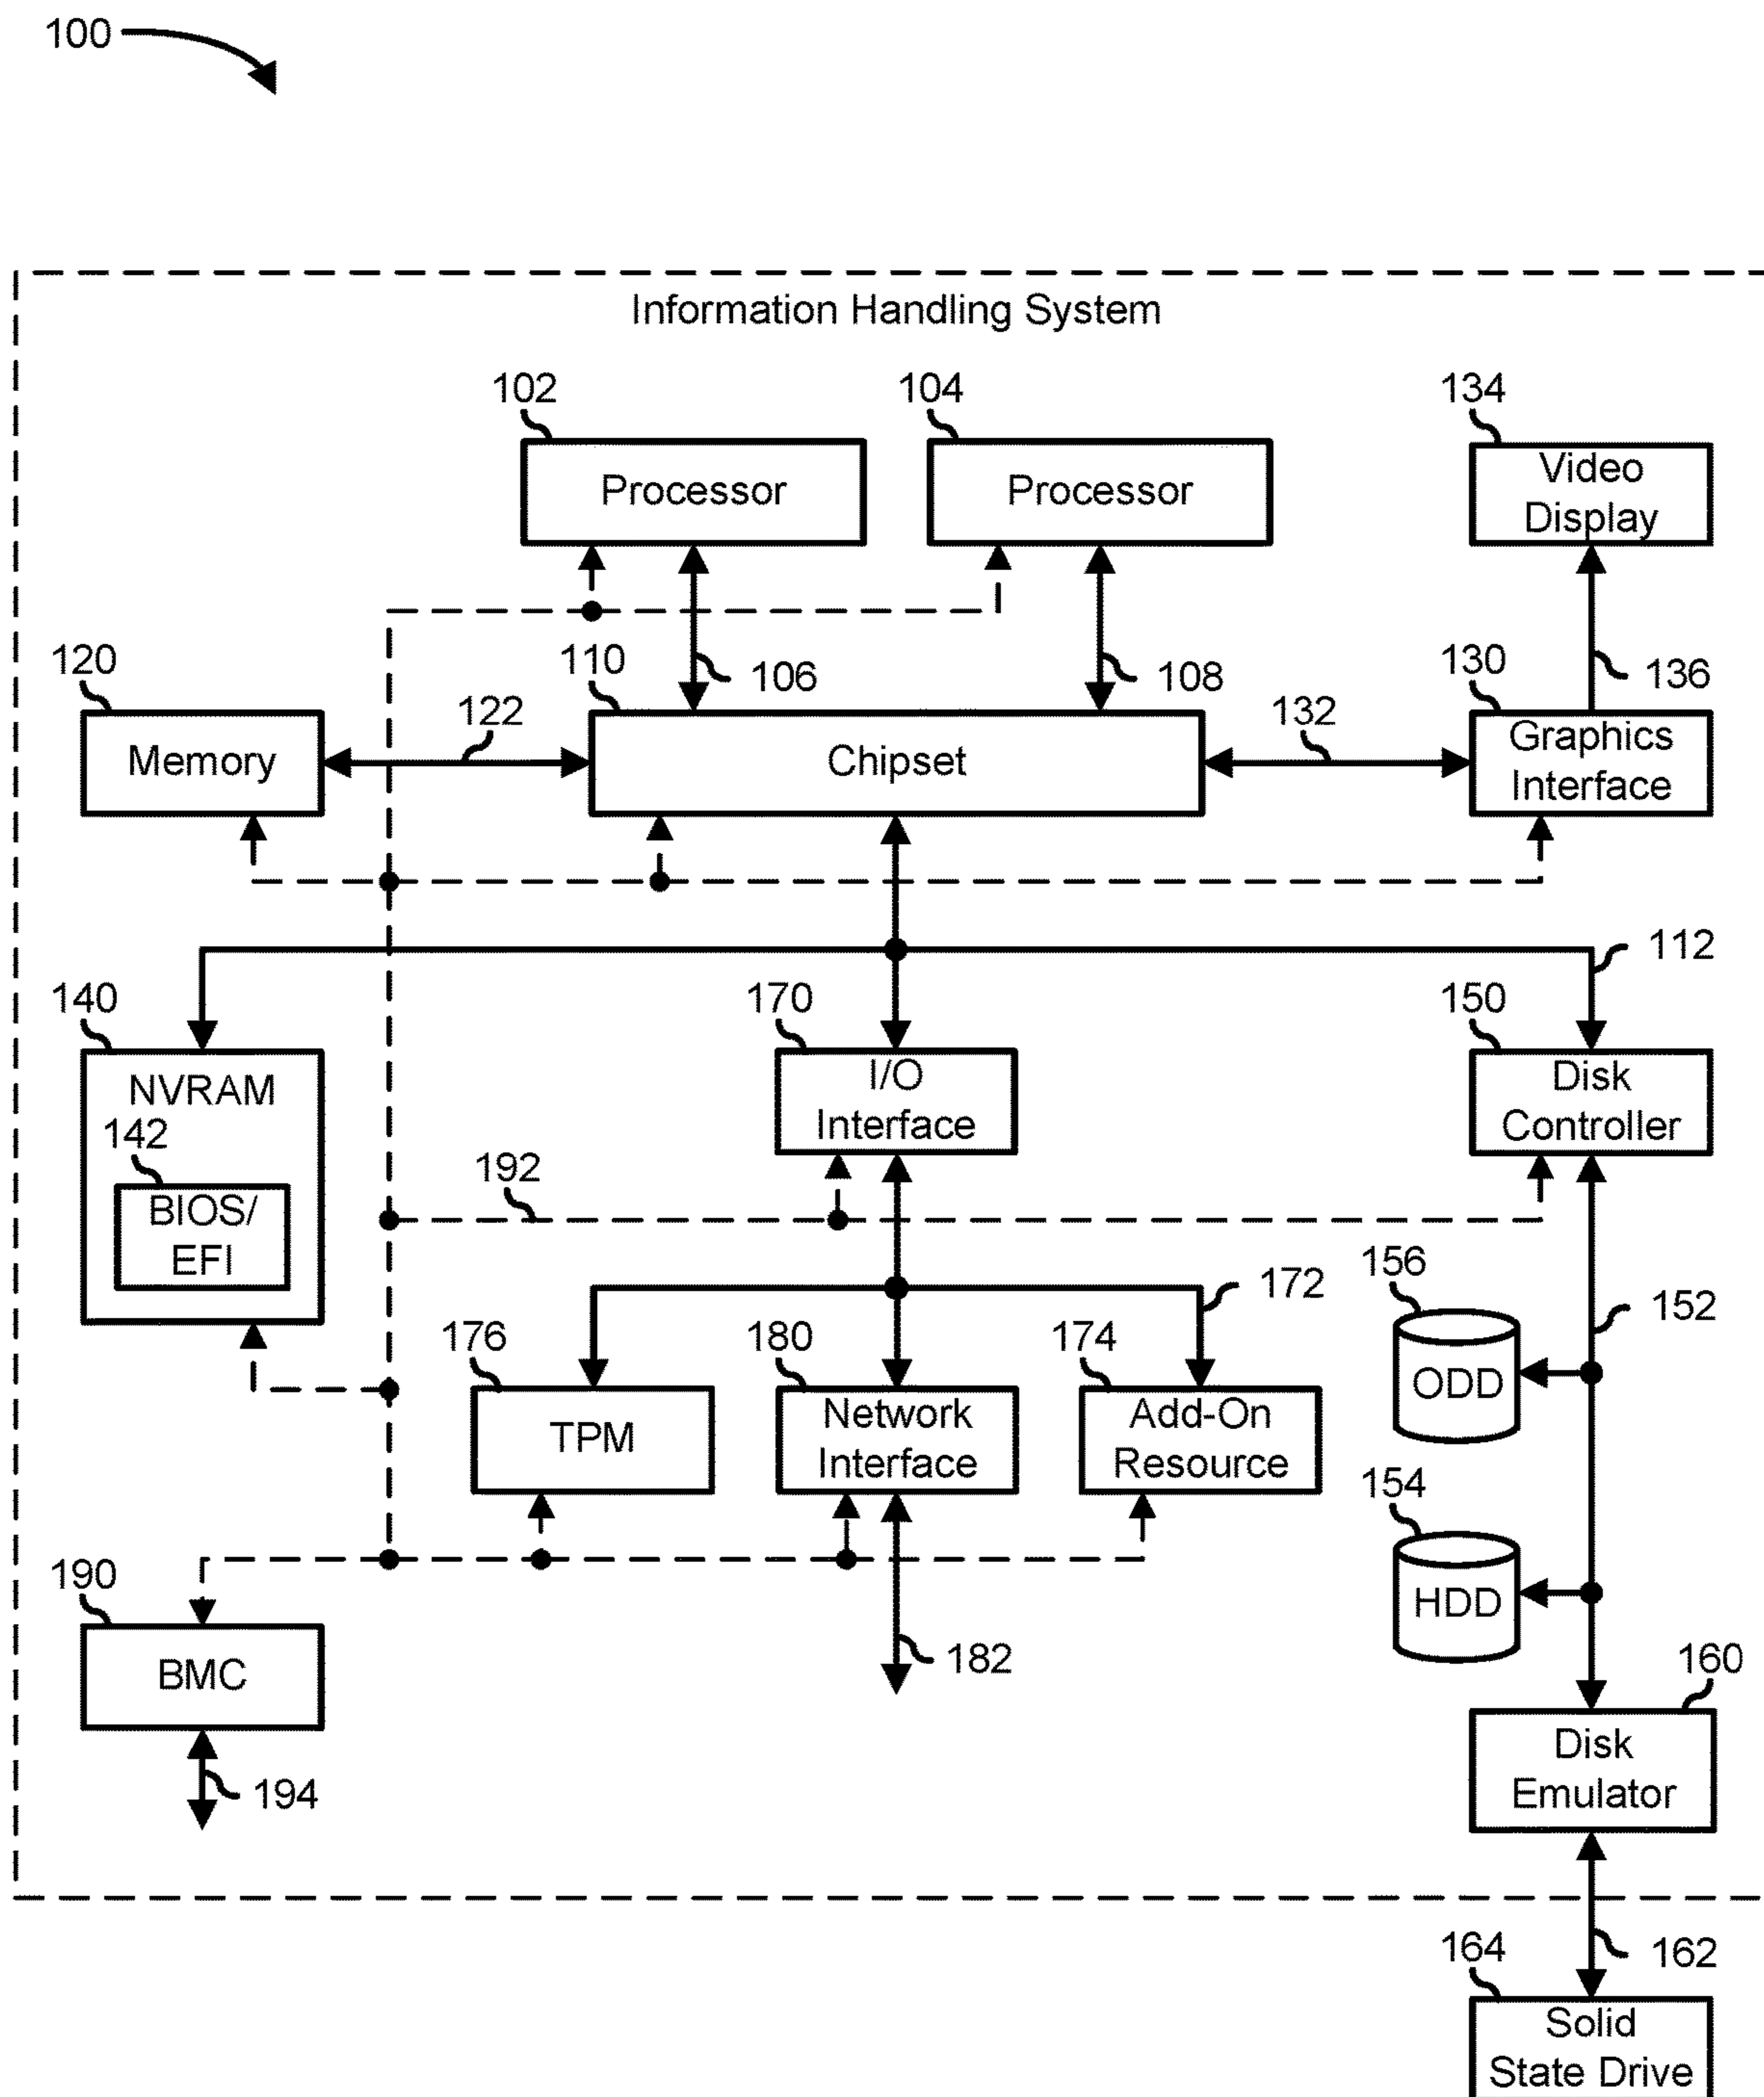 100
Information Handling System
102
104
134
Processor
Processor
Video
Display
120
110
106
108
130
136
122
132
Memory
Chipset
Graphics
Interface
112
140
170
150
NVRAM
I/O
Interface
Disk
Controller
142
BIOS/
EFI
192
156
172
152
176
180
174
ODD
TPM
Network
Interface
Add-On
Resource
154
190
HDD
182
160
BMC
Disk
Emulator
194
164
162
Solid
State Drive